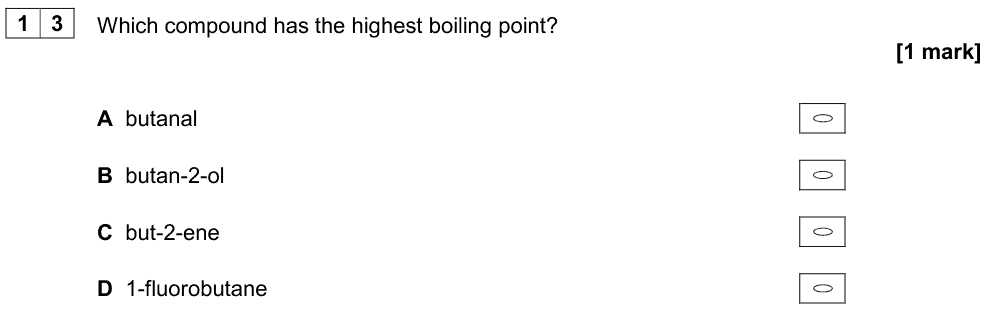 1 3 Which compound has the highest boiling point?
[1 mark]
A butanal
B butan-2-ol
C but-2-ene
D 1-fluorobutane